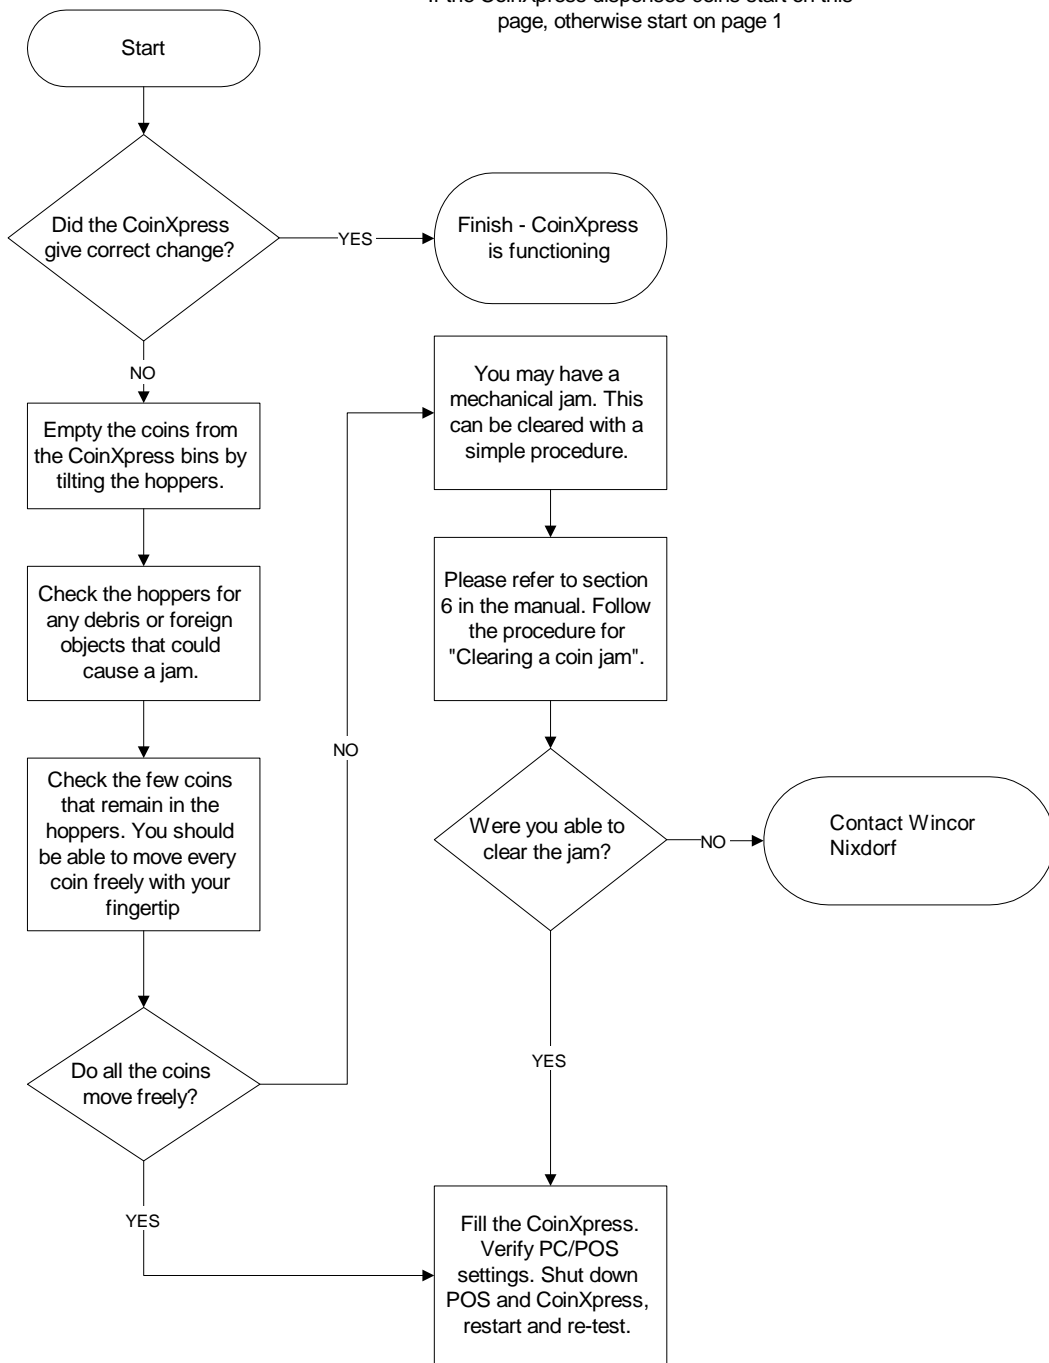 page, otherwise start on page 1
Start
Did the CoinXpress
give correct change?
YES
Finish - CoinXpress
is functioning
NO
Empty the coins from
the CoinXpress bins by
tilting the hoppers.
You may have a
mechanical jam. This
can be cleared with a
simple procedure.
Check the hoppers for
any debris or foreign
objects that could
cause a jam.
Please refer to section
6 in the manual. Follow
the procedure for
"Clearing a coin jam".
NO
Check the few coins
that remain in the
hoppers. You should
be able to move every
coin freely with your
fingertip
Were you able to
clear the jam?
NO
Contact Wincor
Nixdorf
Do all the coins
move freely?
YES
YES
Fill the CoinXpress.
Verify PC/POS
settings. Shut down
POS and CoinXpress,
restart and re-test.